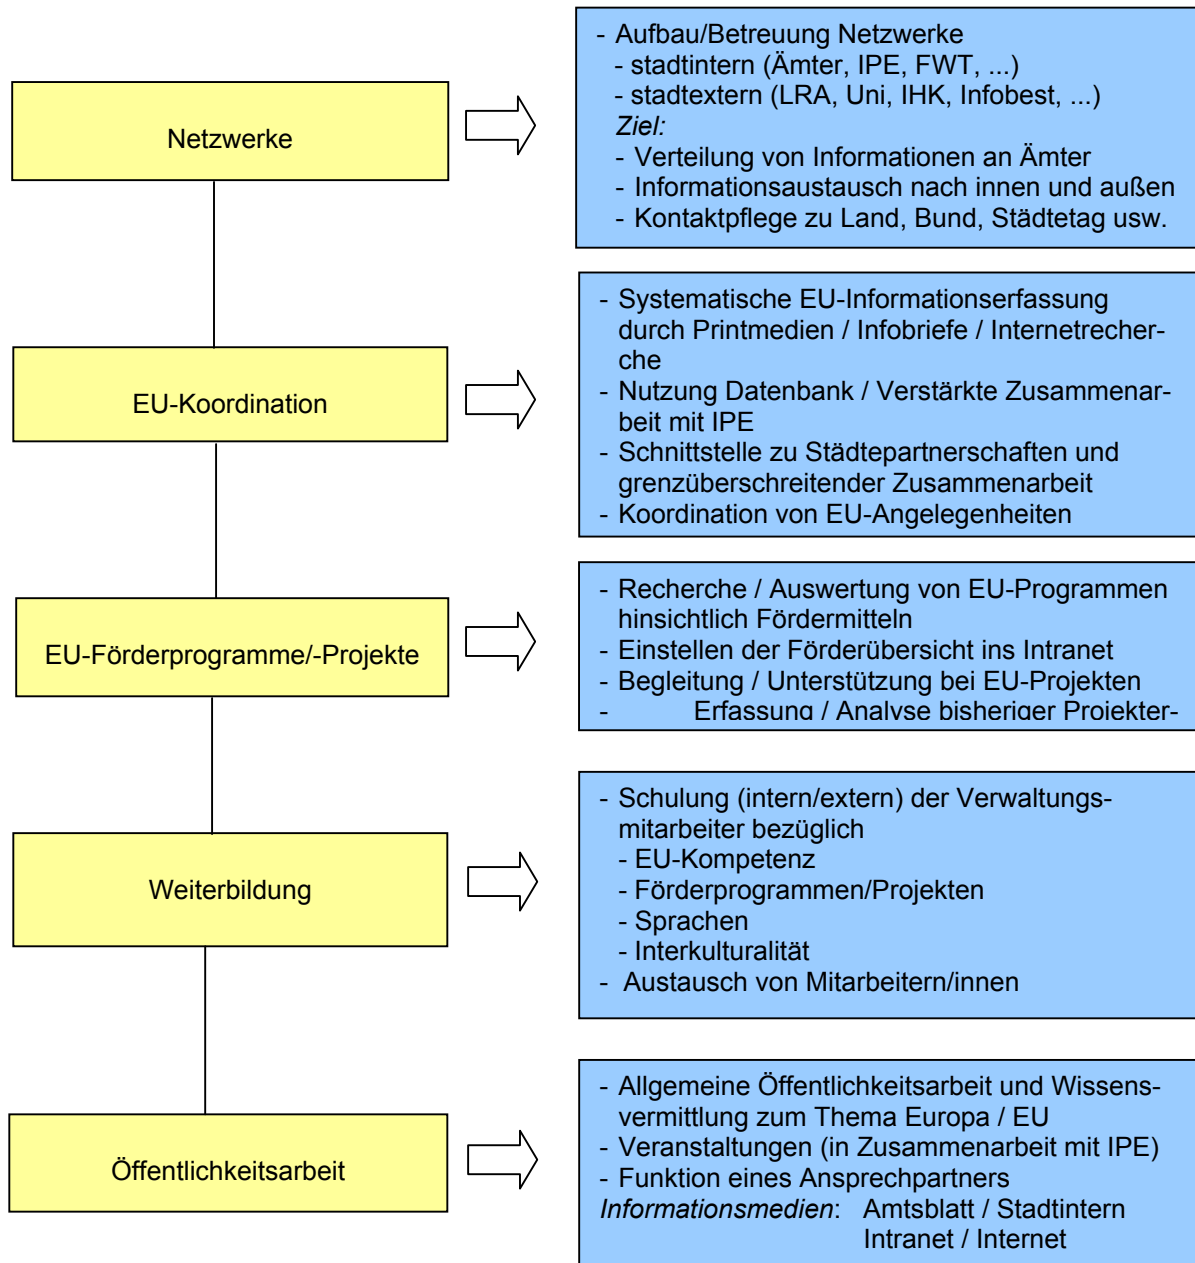 Netzwerke
- Aufbau/Betreuung Netzwerke
- stadtintern (Ämter, IPE, FWT, ...)
- stadtextern (LRA, Uni, IHK, Infobest, ...)
Ziel:
- Verteilung von Informationen an Ämter
- Informationsaustausch nach innen und außen
- Kontaktpflege zu Land, Bund, Städtetag usw.
EU-Koordination
- Systematische EU-Informationserfassung
durch Printmedien / Infobriefe / Internetrecher-
che
- Nutzung Datenbank / Verstärkte Zusammenar-
beit mit IPE
- Schnittstelle zu Städtepartnerschaften und
grenzüberschreitender Zusammenarbeit
- Koordination von EU-Angelegenheiten
EU-Förderprogramme/-Projekte
- Recherche / Auswertung von EU-Programmen
hinsichtlich Fördermitteln
- Einstellen der Förderübersicht ins Intranet
- Begleitung / Unterstützung bei EU-Projekten
- Erfassung / Analyse bisheriger Projekter-
Weiterbildung
- Schulung (intern/extern) der Verwaltungs-
mitarbeiter bezüglich
- EU-Kompetenz
- Förderprogrammen/Projekten
- Sprachen
- Interkulturalität
- Austausch von Mitarbeitern/innen
Öffentlichkeitsarbeit
- Allgemeine Öffentlichkeitsarbeit und Wissens-
vermittlung zum Thema Europa / EU
- Veranstaltungen (in Zusammenarbeit mit IPE)
- Funktion eines Ansprechpartners
Informationsmedien: Amtsblatt / Stadtintern
Intranet / Internet